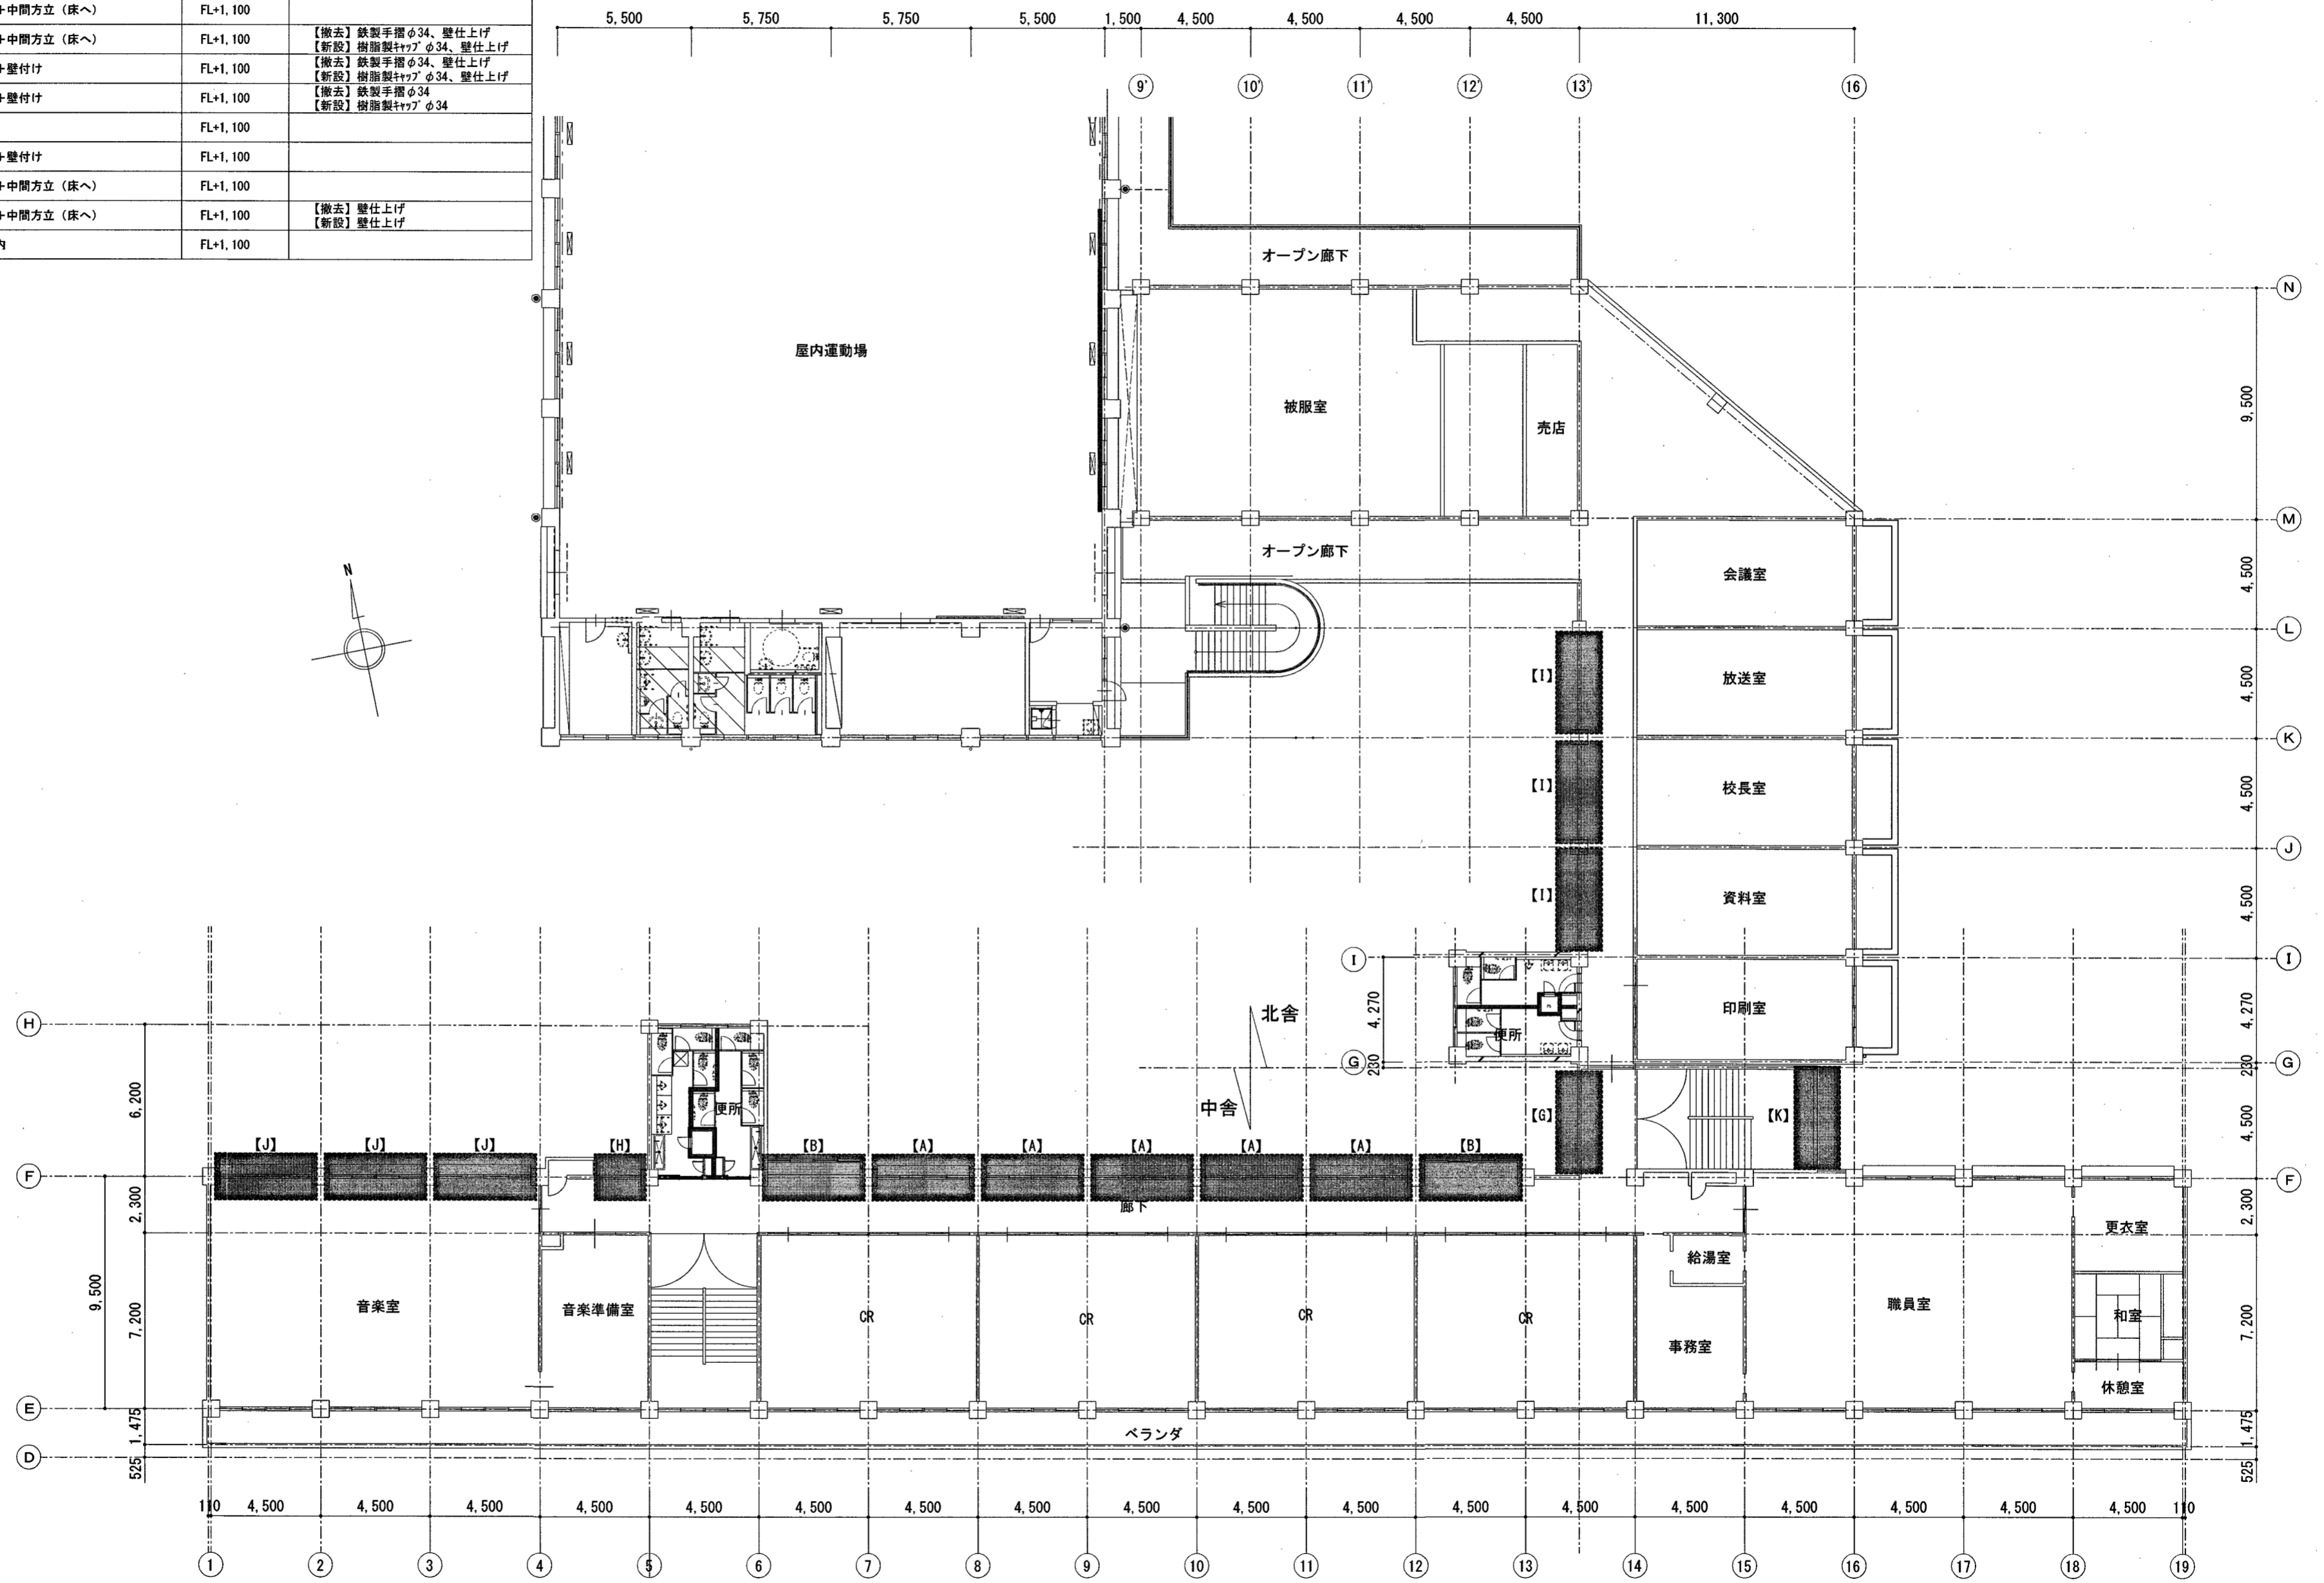 +中間方立（床へ） FL+1,100
+中間方立（床へ） FL+1,100 【撤去】鉄製手摺φ34、壁仕上げ
【新設】樹脂製ｷｬｯﾌﾟφ34、壁仕上げ
+壁付け FL+1,100 【撤去】鉄製手摺φ34、壁仕上げ
【新設】樹脂製ｷｬｯﾌﾟφ34、壁仕上げ
+壁付け FL+1,100 【撤去】鉄製手摺φ34
【新設】樹脂製ｷｬｯﾌﾟφ34
FL+1,100
+壁付け FL+1,100
+中間方立（床へ） FL+1,100
+中間方立（床へ） FL+1,100 【撤去】壁仕上げ
【新設】壁仕上げ
内 FL+1,100
5,500 5,750 5,750 5,500 1,500 4,500 4,500 4,500 4,500 11,300
9' 10' 11' 12' 13' 16
オープン廊下
N
屋内運動場
被服室
売店
9,500
M
オープン廊下
会議室
4,500
N
L
【I】
放送室
4,500
K
【I】
校長室
4,500
J
【I】
資料室
4,500
I
I
4,270
北舎
便所
印刷室
4,270
H
G
230
G
230
中舎
6,200
便所
【G】
【K】
4,500
【J】 【J】 【J】 【H】 【B】 【A】 【A】 【A】 【A】 【A】 【B】
F
F
廊下
2,300
2,300
更衣室
給湯室
9,500
7,200
音楽室
音楽準備室
CR
CR
CR
CR
事務室
職員室
和室
7,200
休憩室
E
1,475
ベランダ
1,475
D
525
525
110 4,500 4,500 4,500 4,500 4,500 4,500 4,500 4,500 4,500 4,500 4,500 4,500 4,500 4,500 4,500 4,500 4,500 4,500 110
1 2 3 4 5 6 7 8 9 10 11 12 13 14 15 16 17 18 19